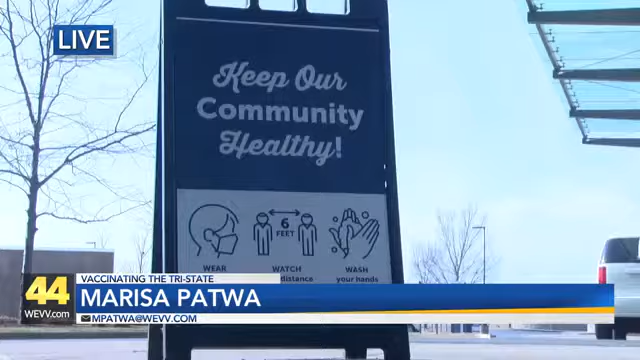 LIVE
Keep Our
Community
Healthy!
6
FEET
WEAR
WATCH
distance
WASH
your hands
VACCINATING THE TRI-STATE
44
MARISA PATWA
WEVV.com
MPATWA@WEVV.COM